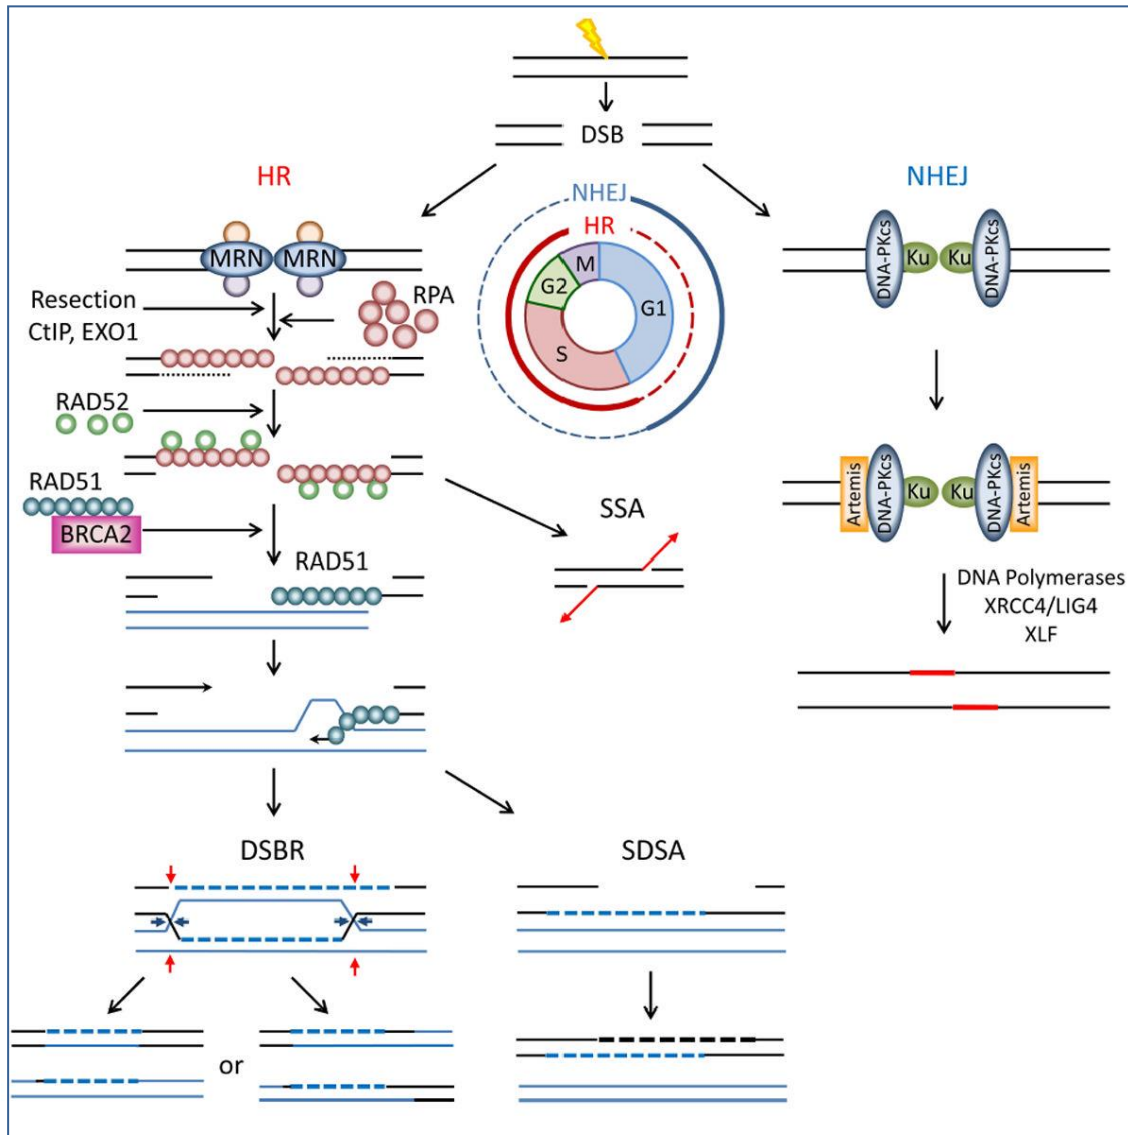 DSB
HR
NHEJ
NHEJ
HR
M
G2
G1
S
MRN
MRN
DNA-PKcs
Ku
Ku
DNA-PKcs
Resection
CtIP, EXO1
RPA
RAD52
RAD51
BRCA2
RAD51
SSA
Artemis
DNA-PKcs
Ku
Ku
DNA-PKcs
Artemis
DNA Polymerases
XRCC4/LIG4
XLF
DSBR
SDSA
or